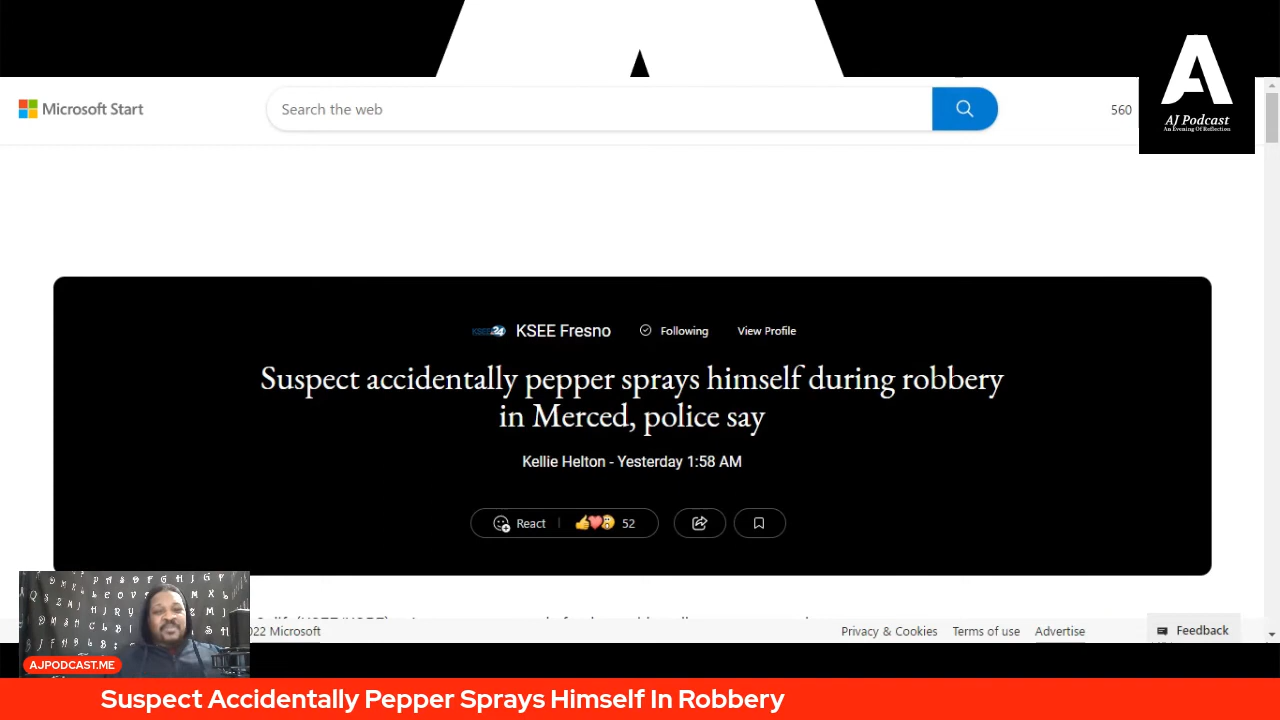 A
Microsoft Start
Search the web
560
A
AJ Podcast
An Evening Of Reflection
KSEE24
KSEE Fresno
Following
View Profile
Suspect accidentally pepper sprays himself during robbery
in Merced, police say
Kellie Helton - Yesterday 1:58 AM
React
52
022 Microsoft
Privacy & Cookies
Terms of use
Advertise
Feedback
AJPODCAST.ME
Suspect Accidentally Pepper Sprays Himself In Robbery